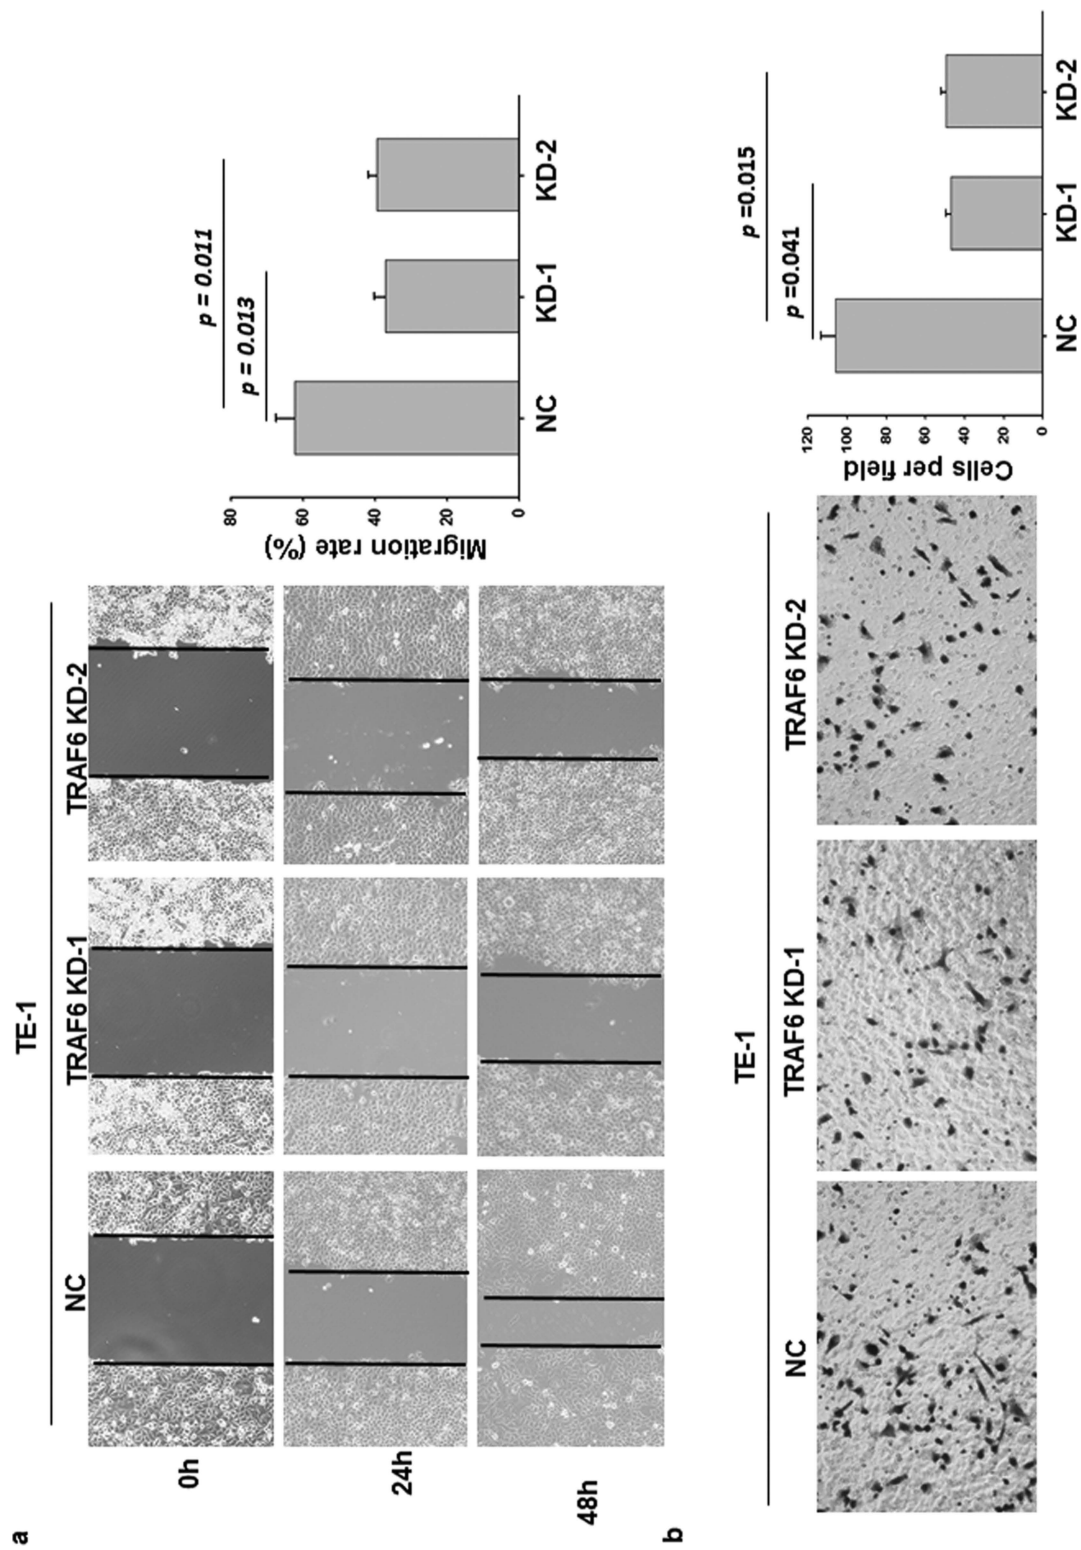 a
TE-1
NC
TRAF6 KD-1
TRAF6 KD-2
0h
24h
48h
Migration rate (%)
80
60
40
20
0
p = 0.011
p = 0.013
NC
KD-1
KD-2
b
TE-1
NC
TRAF6 KD-1
TRAF6 KD-2
Cells per field
120
100
80
60
40
20
0
p =0.015
p =0.041
NC
KD-1
KD-2